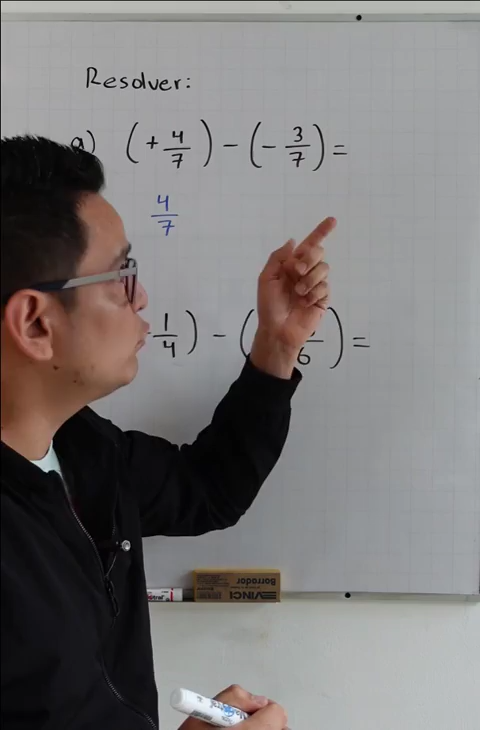 Resolver:
a) (+ 4/7) - (- 3/7) =
4/7
1/4) - ( /6) =
Borrador
VINCI